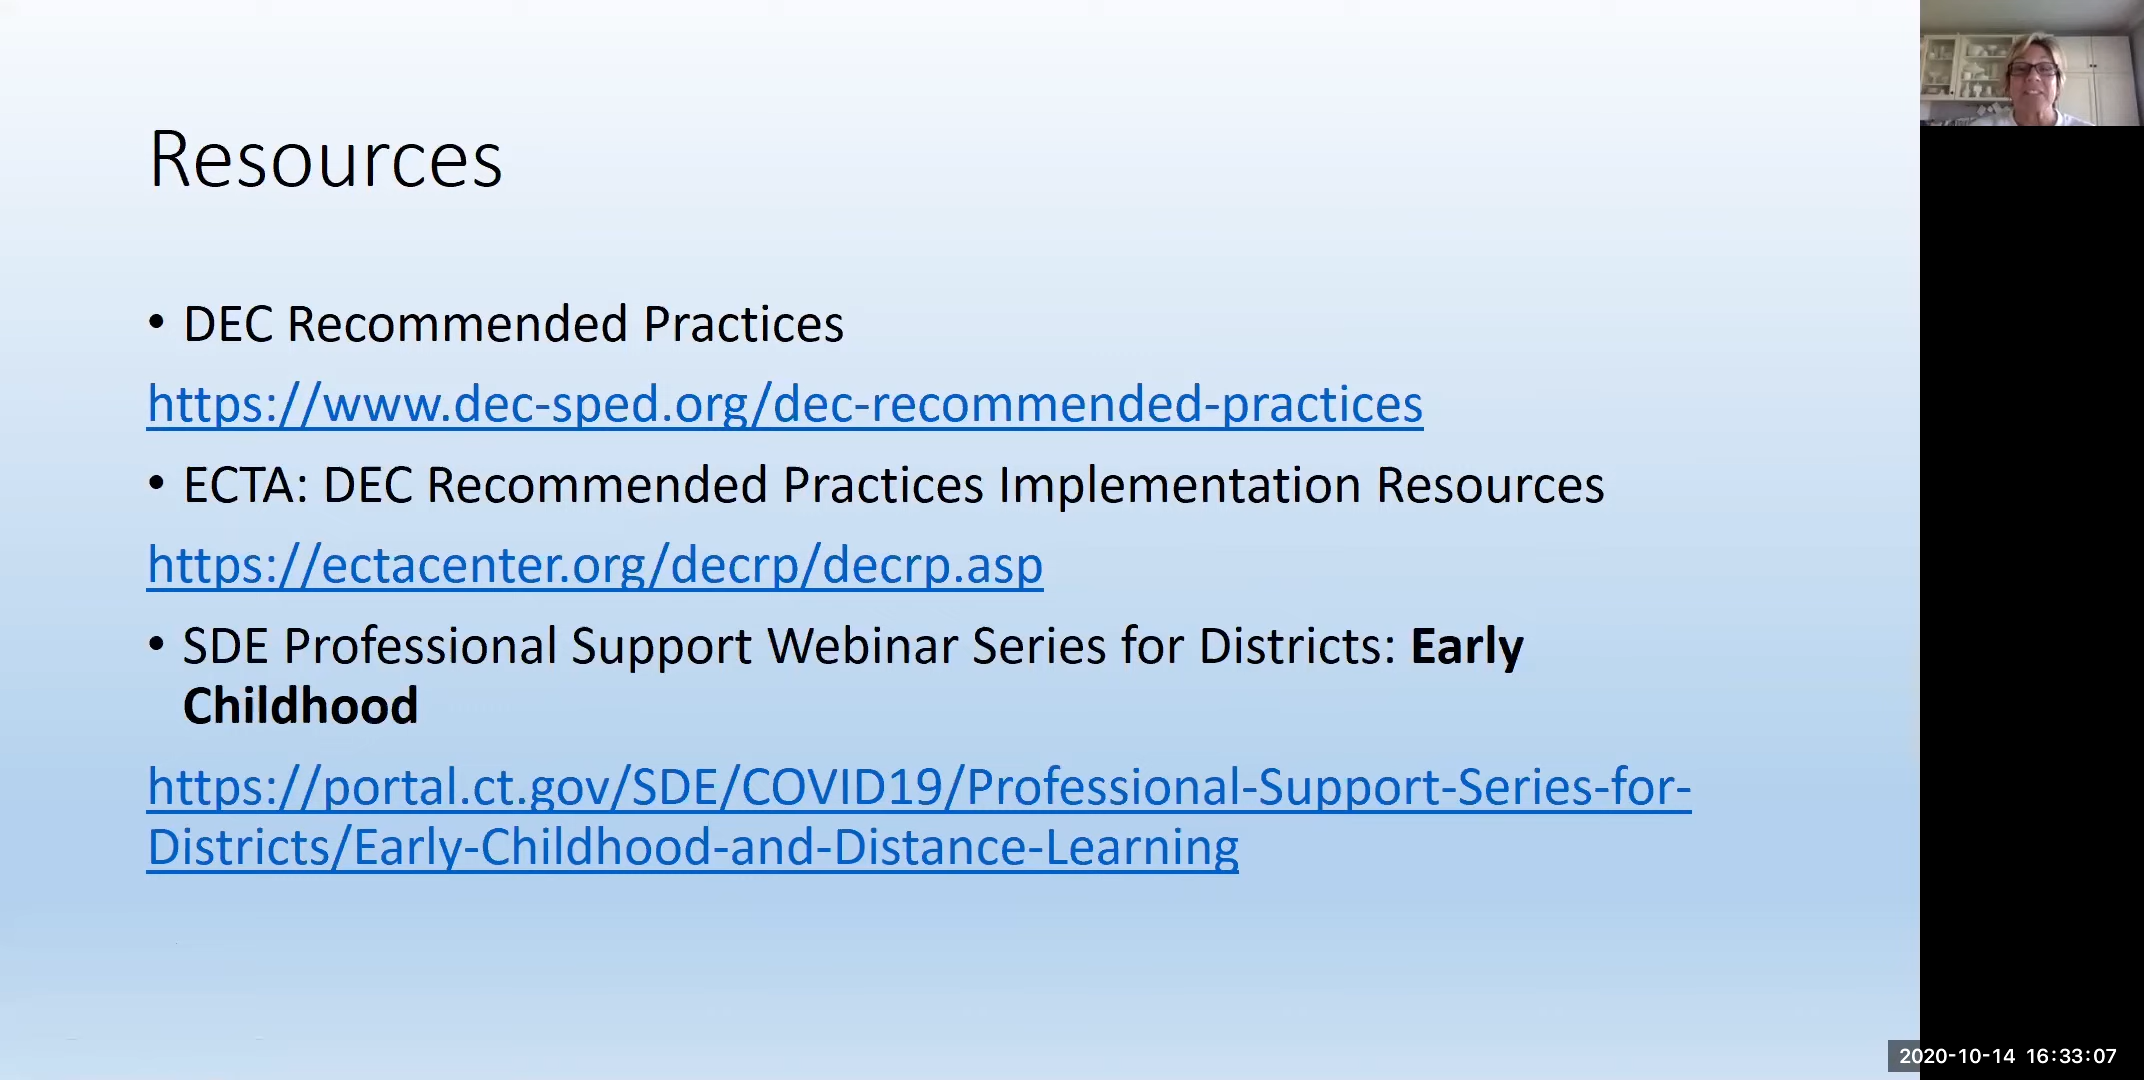 Resources
• DEC Recommended Practices
https://www.dec-sped.org/dec-recommended-practices
• ECTA: DEC Recommended Practices Implementation Resources
https://ectacenter.org/decrp/decrp.asp
• SDE Professional Support Webinar Series for Districts: Early
Childhood
https://portal.ct.gov/SDE/COVID19/Professional-Support-Series-for-
Districts/Early-Childhood-and-Distance-Learning
2020-10-14 16:33:07